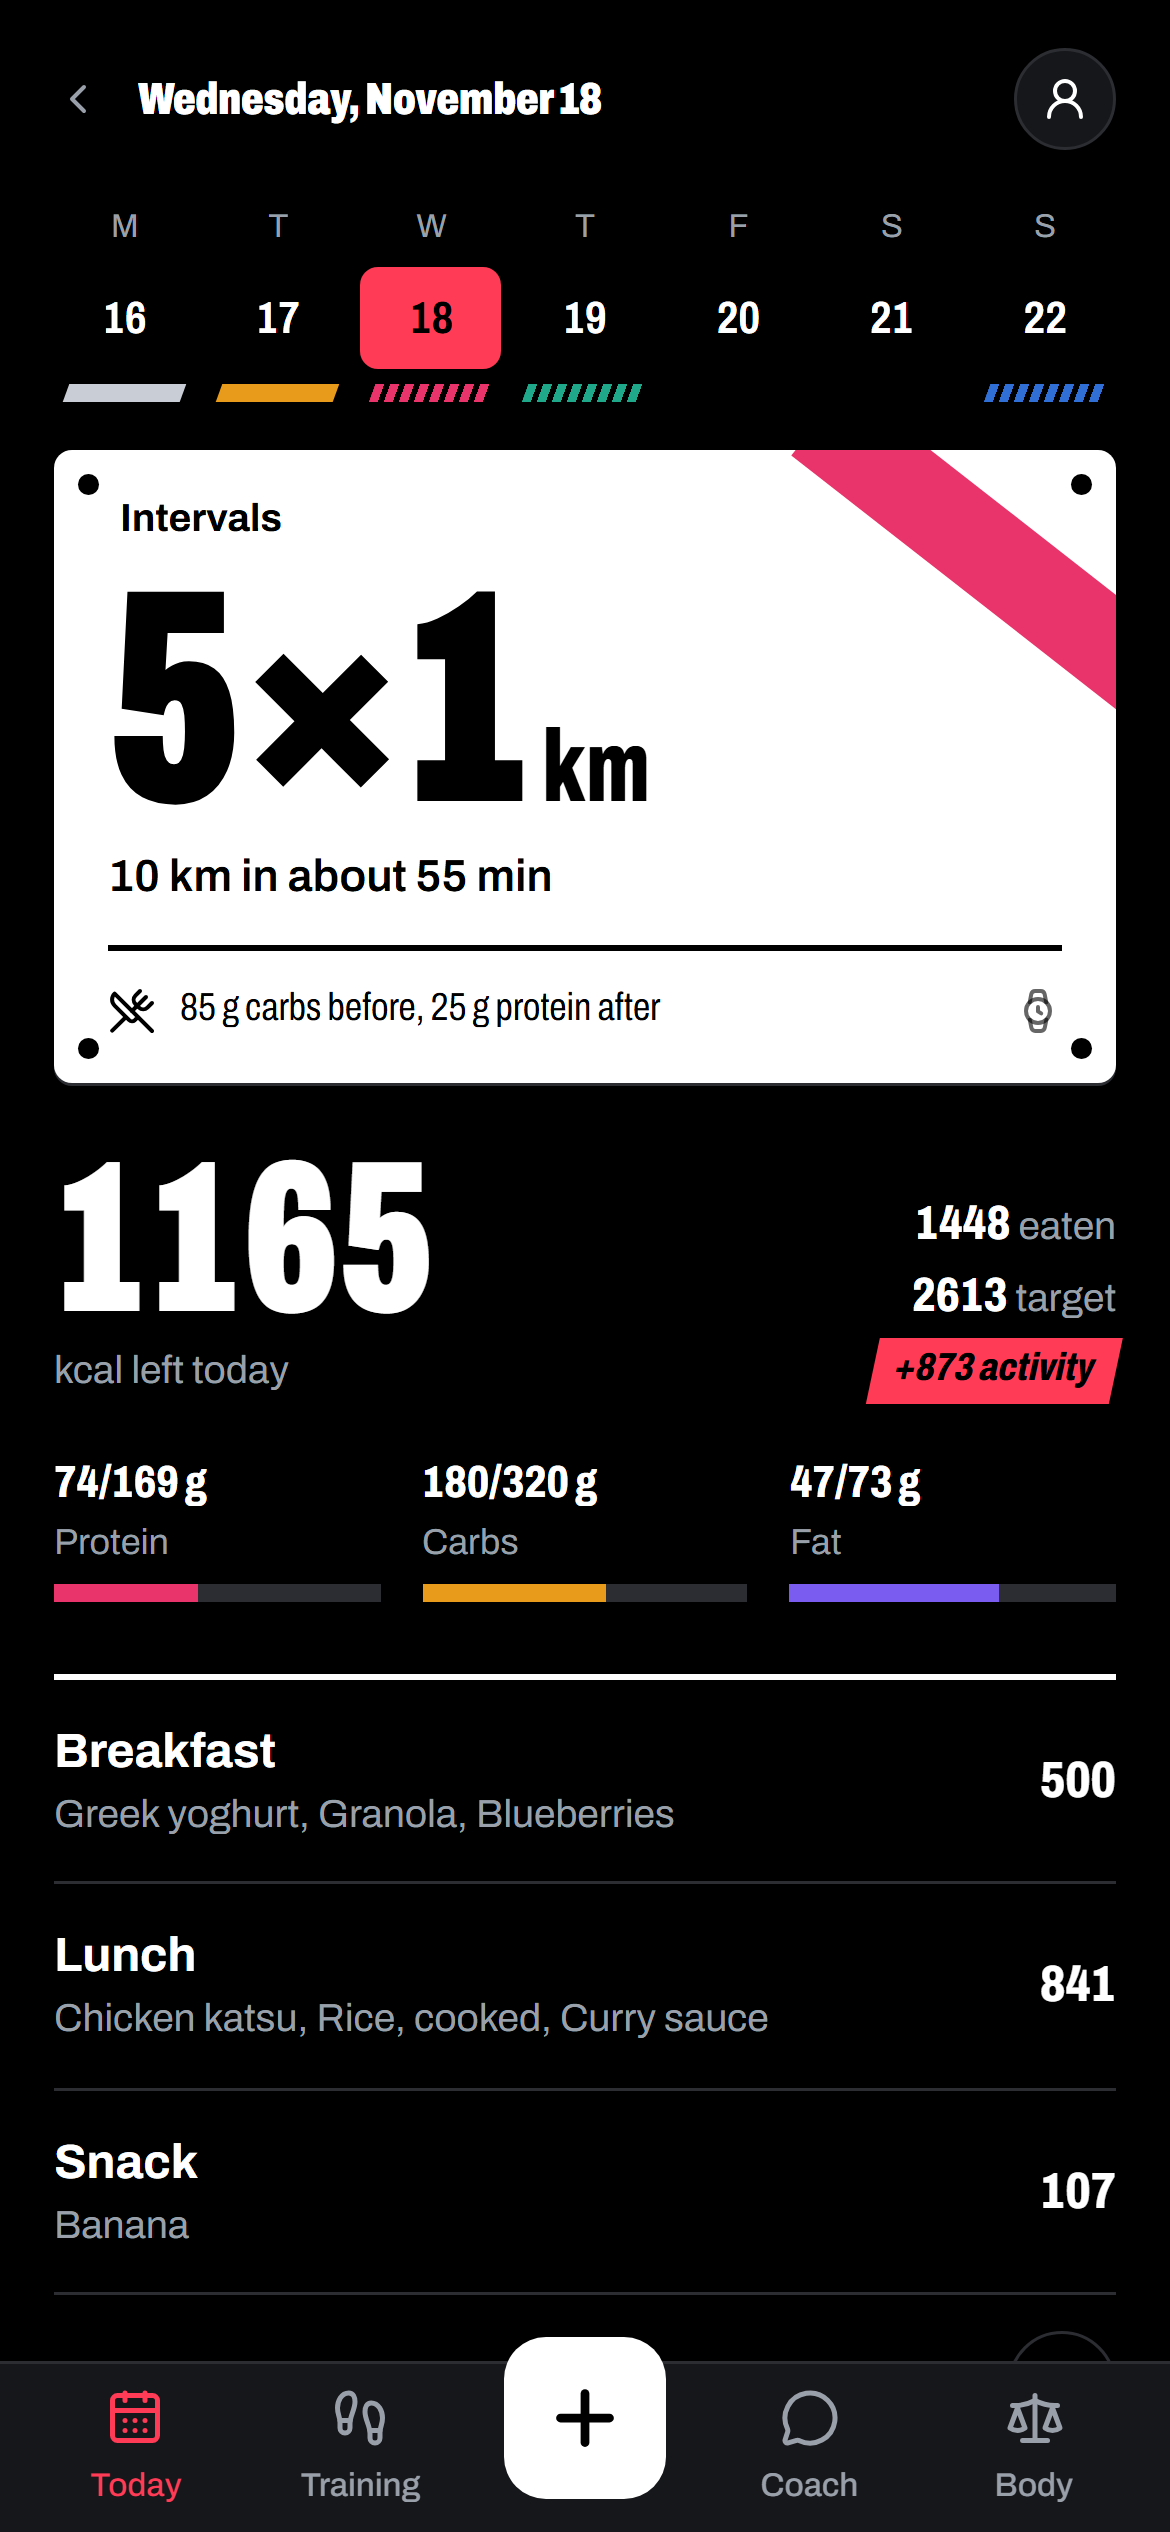 Wednesday, November 18
M T W T F S S
16 17 18 19 20 21 22
Intervals
5×1 km
10 km in about 55 min
85 g carbs before, 25 g protein after
1165
kcal left today
1448 eaten
2613 target
+873 activity
74/169 g
Protein
180/320 g
Carbs
47/73 g
Fat
Breakfast
Greek yoghurt, Granola, Blueberries
500
Lunch
Chicken katsu, Rice, cooked, Curry sauce
841
Snack
Banana
107
Today
Training
Coach
Body